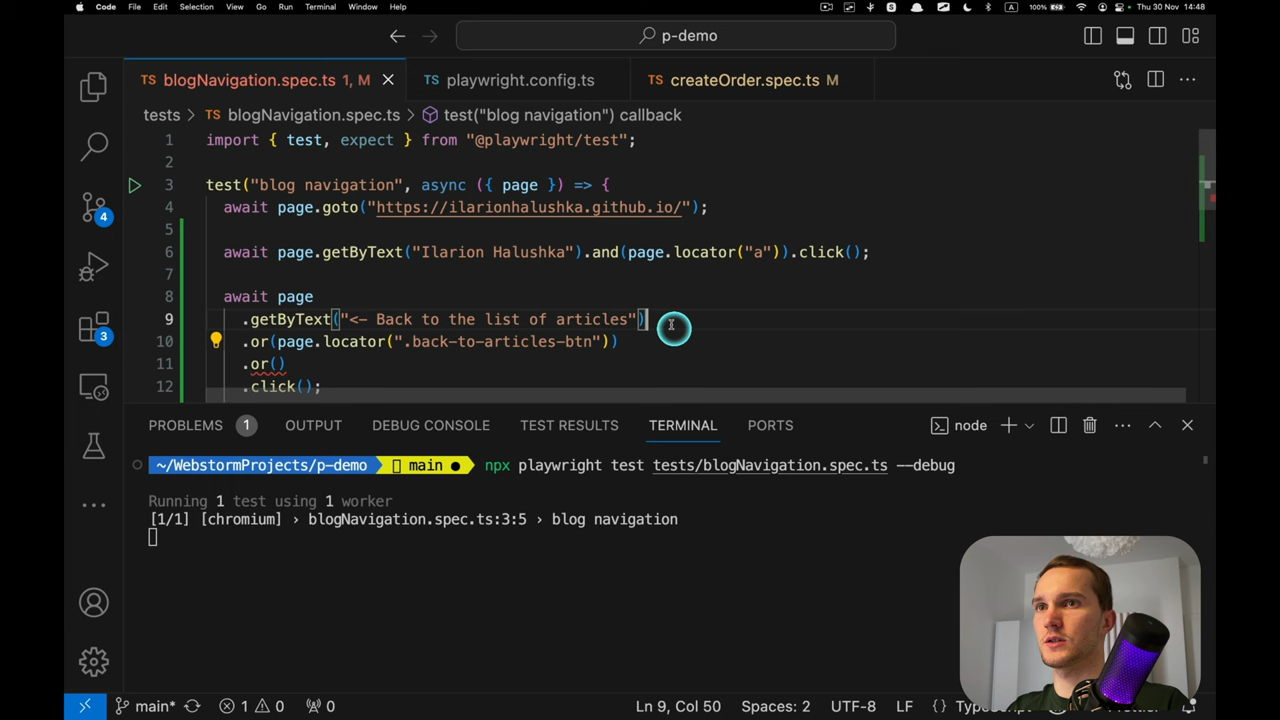 Code File Edit Selection View Go Run Terminal Window Help 100% Thu 30 Nov 14:48
p-demo
TS blogNavigation.spec.ts 1, M TS playwright.config.ts TS createOrder.spec.ts M
tests > TS blogNavigation.spec.ts > test("blog navigation") callback
1 import { test, expect } from "@playwright/test";
2
3 test("blog navigation", async ({ page }) => {
4 await page.goto("https://ilarionhalushka.github.io/");
5
6 await page.getByText("Ilarion Halushka").and(page.locator("a")).click();
7
8 await page
9 .getByText("<- Back to the list of articles")
10 .or(page.locator(".back-to-articles-btn"))
11 .or()
12 .click();
4
3
PROBLEMS 1 OUTPUT DEBUG CONSOLE TEST RESULTS TERMINAL PORTS node
~/WebstormProjects/p-demo main ● npx playwright test tests/blogNavigation.spec.ts --debug
Running 1 test using 1 worker
[1/1] [chromium] › blogNavigation.spec.ts:3:5 › blog navigation
main* 1 0 0 Ln 9, Col 50 Spaces: 2 UTF-8 LF {}